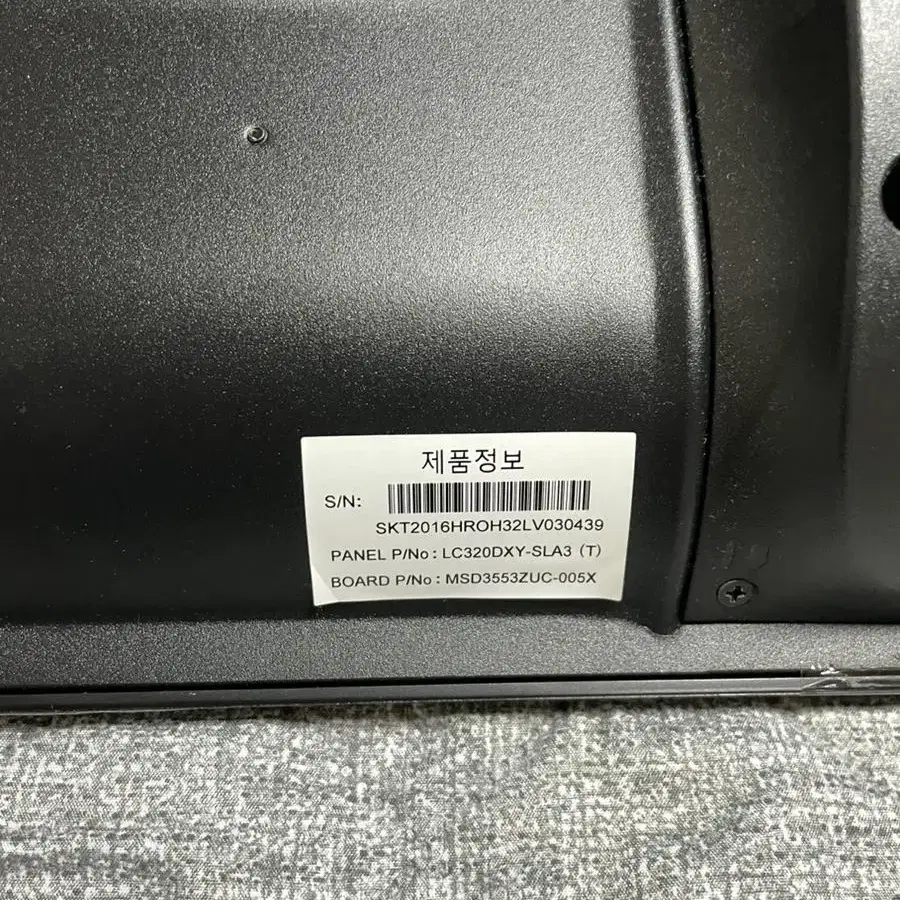 제품정보
S/N:
SKT2016HROH32LV030439
PANEL P/No : LC320DXY-SLA3 (T)
BOARD P/No : MSD3553ZUC-005X